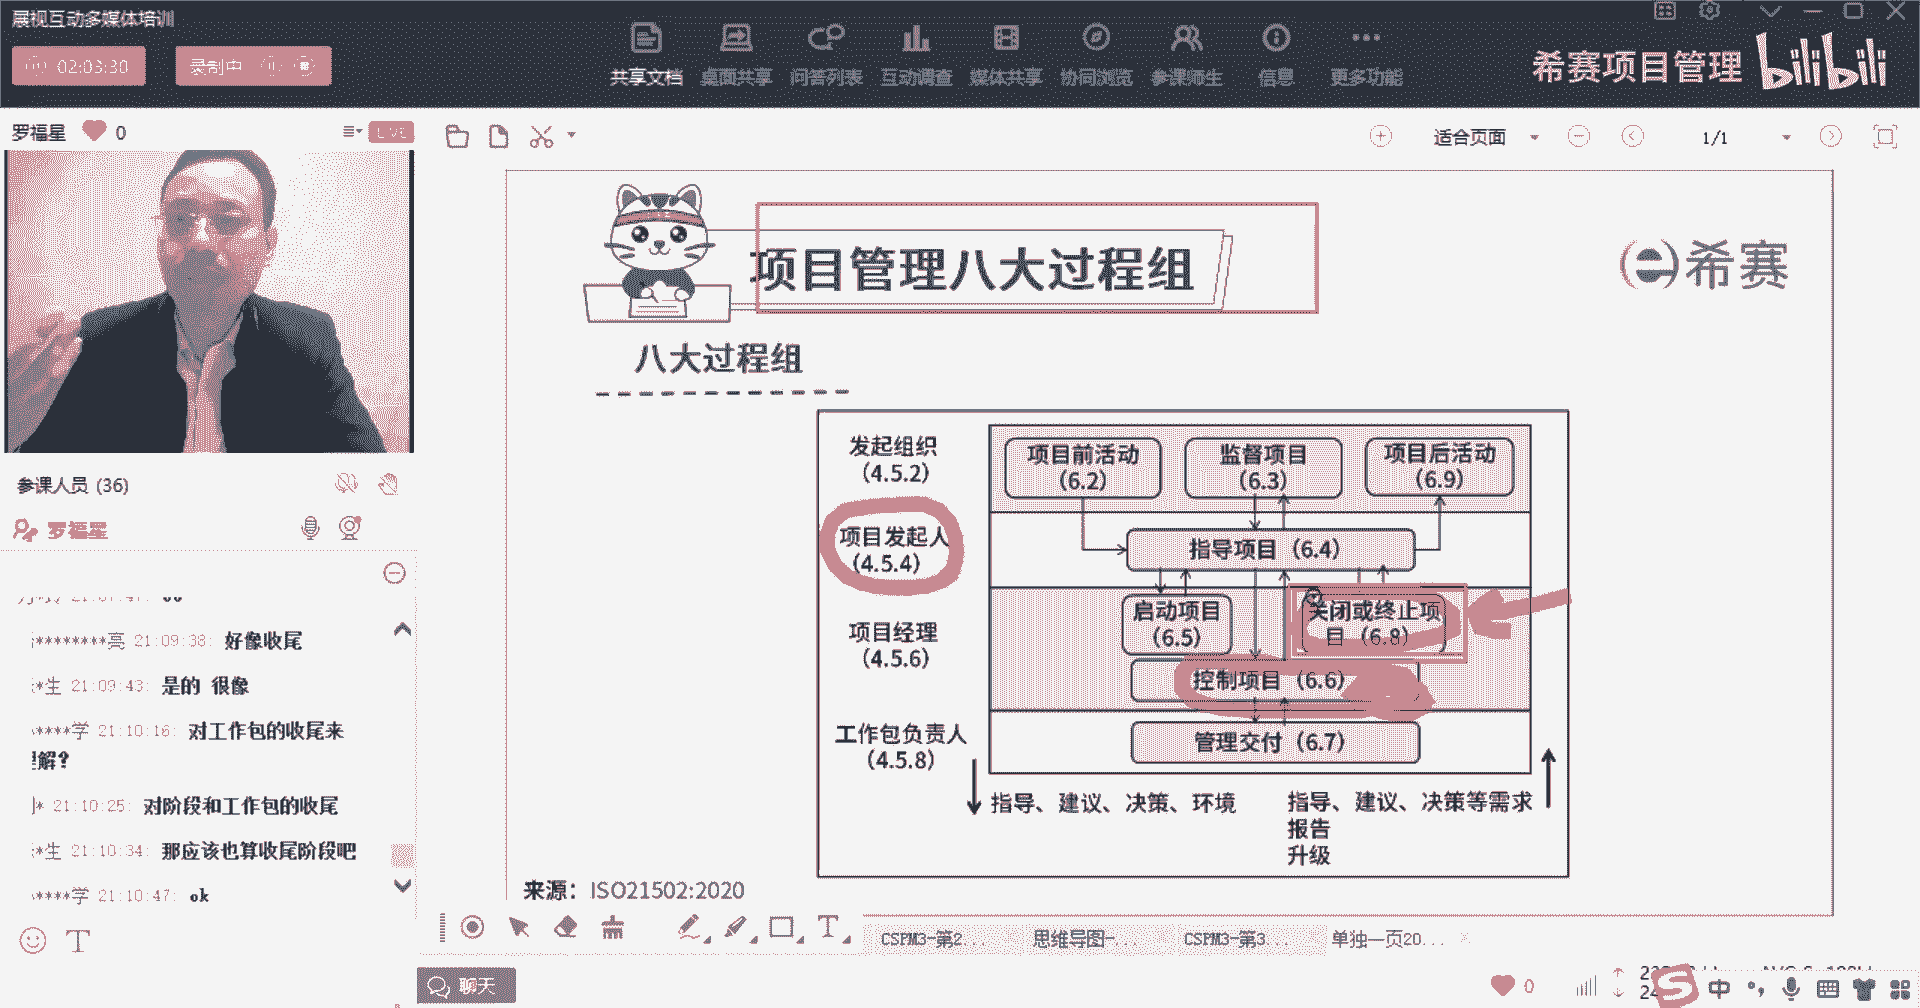 展视互动多媒体培训
02:03:30
录制中
共享文档 桌面共享 问答列表 互动调查 媒体共享 协同浏览 参课师生 信息 更多功能
希赛项目管理 bilibili
罗福星 0
LIVE
适合页面
1/1
项目管理八大过程组
希赛
八大过程组
发起组织
(4.5.2)
项目前活动
(6.2)
监督项目
(6.3)
项目后活动
(6.9)
项目发起人
(4.5.4)
指导项目（6.4）
项目经理
(4.5.6)
启动项目
(6.5)
关闭或终止项
目（6.8）
控制项目（6.6）
工作包负责人
(4.5.8)
管理交付（6.7）
指导、建议、决策、环境
指导、建议、决策等需求
报告
升级
来源：ISO21502:2020
参课人员 (36)
罗福星
********亮 21:09:38: 好像收尾
*生 21:09:43: 是的 很像
****学 21:10:16: 对工作包的收尾来
解?
* 21:10:25: 对阶段和工作包的收尾
*生 21:10:34: 那应该也算收尾阶段吧
****学 21:10:47: ok
T
T
CSPM3-第2... 思维导图-... CSPM3-第3... 单独一页20...
聊天
0
S 中